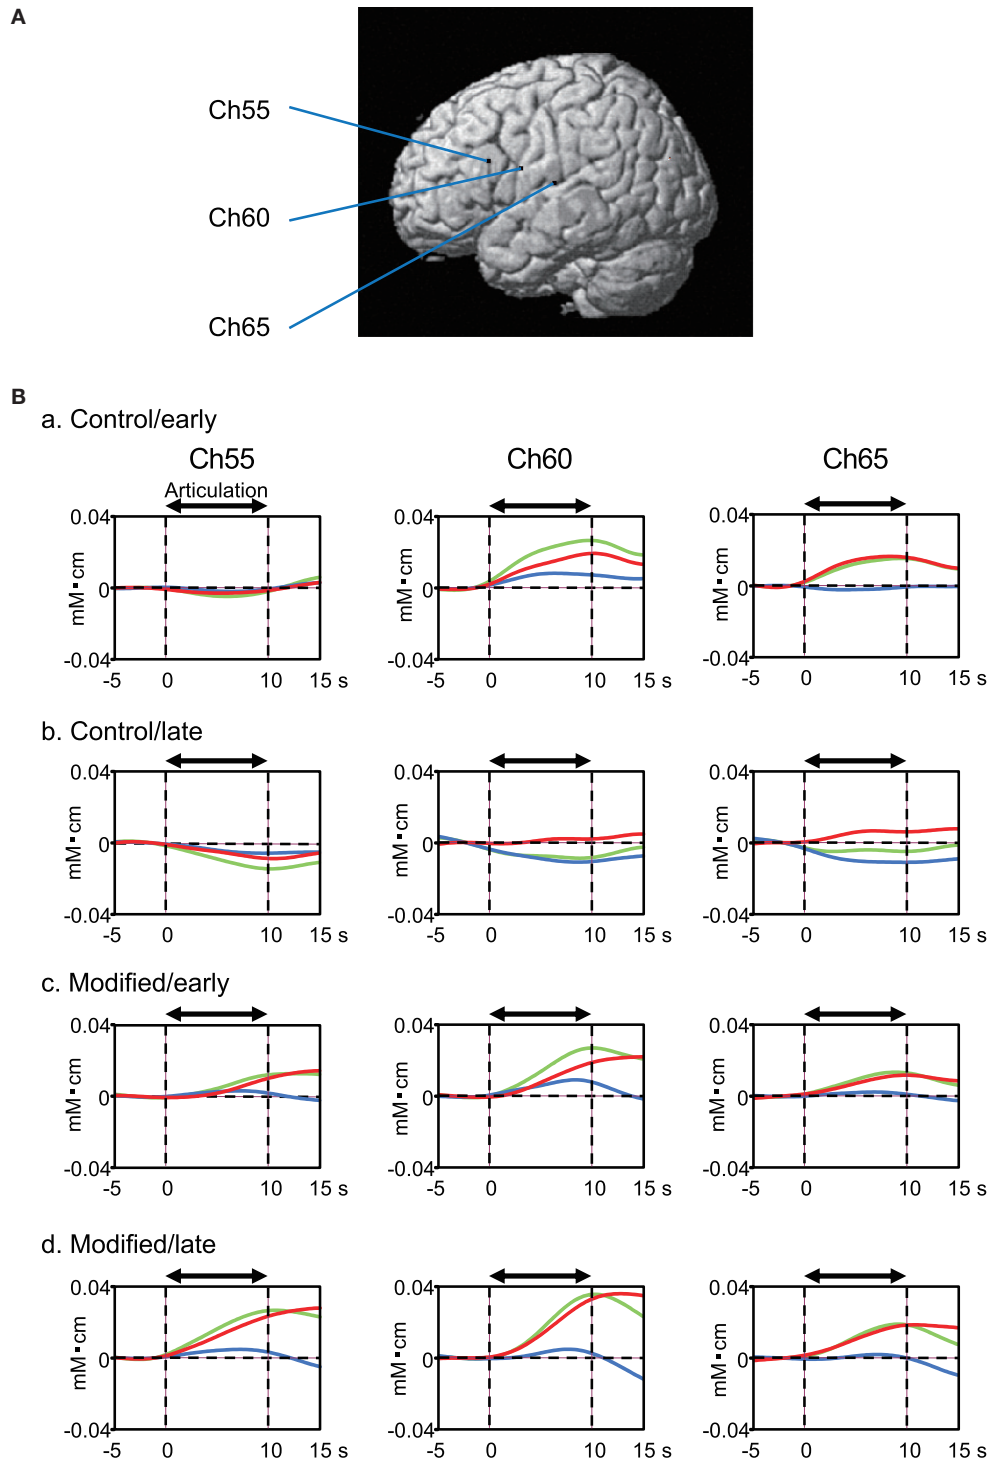 A
Ch55
Ch60
Ch65
B
a. Control/early
Ch55 Ch60 Ch65
Articulation
0.04 0.04 0.04
mM▪cm mM▪cm mM▪cm
0 0 0
-0.04 -0.04 -0.04
-5 0 10 15 s -5 0 10 15 s -5 0 10 15 s
b. Control/late
0.04 0.04 0.04
mM▪cm mM▪cm mM▪cm
0 0 0
-0.04 -0.04 -0.04
-5 0 10 15 s -5 0 10 15 s -5 0 10 15 s
c. Modified/early
0.04 0.04 0.04
mM▪cm mM▪cm mM▪cm
0 0 0
-0.04 -0.04 -0.04
-5 0 10 15 s -5 0 10 15 s -5 0 10 15 s
d. Modified/late
0.04 0.04 0.04
mM▪cm mM▪cm mM▪cm
0 0 0
-0.04 -0.04 -0.04
-5 0 10 15 s -5 0 10 15 s -5 0 10 15 s